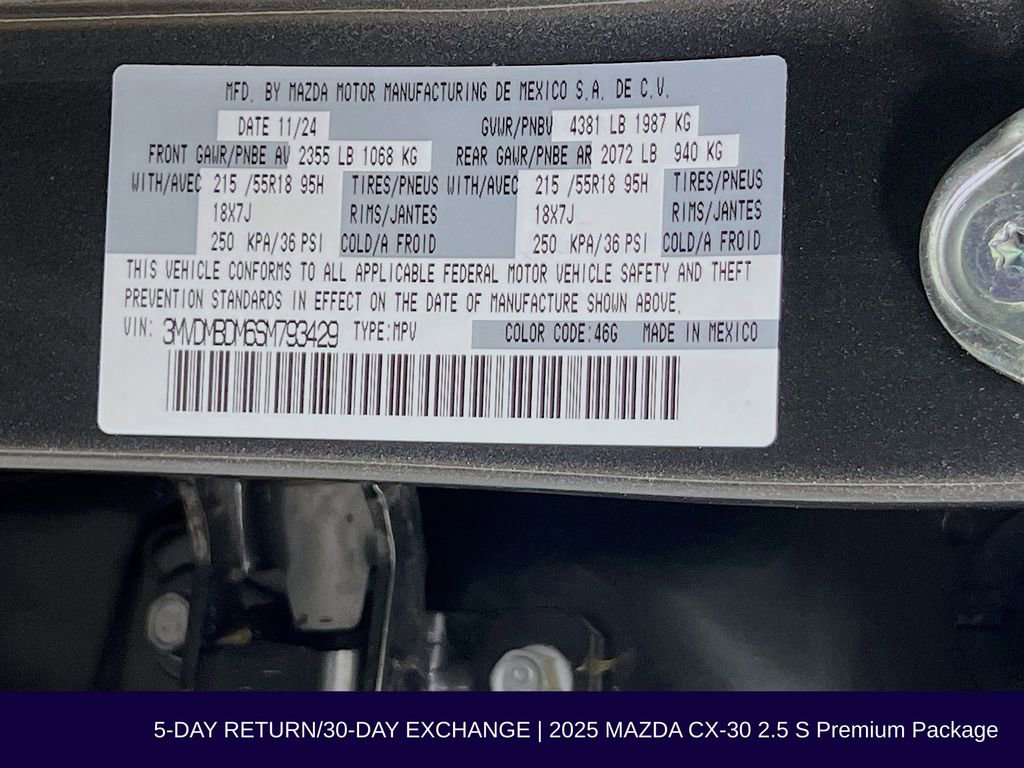 MFD. BY MAZDA MOTOR MANUFACTURING DE MEXICO S.A. DE C.V.
DATE 11/24 GVWR/PNBV 4381 LB 1987 KG
FRONT GAWR/PNBE AV 2355 LB 1068 KG REAR GAWR/PNBE AR 2072 LB 940 KG
WITH/AVEC 215 /55R18 95H TIRES/PNEUS WITH/AVEC 215 /55R18 95H TIRES/PNEUS
18X7J RIMS/JANTES 18X7J RIMS/JANTES
250 KPA/36 PSI COLD/A FROID 250 KPA/36 PSI COLD/A FROID
THIS VEHICLE CONFORMS TO ALL APPLICABLE FEDERAL MOTOR VEHICLE SAFETY AND THEFT
PREVENTION STANDARDS IN EFFECT ON THE DATE OF MANUFACTURE SHOWN ABOVE.
VIN: 3MVDMBDM6SM793429 TYPE:MPV COLOR CODE:46G MADE IN MEXICO
5-DAY RETURN/30-DAY EXCHANGE | 2025 MAZDA CX-30 2.5 S Premium Package